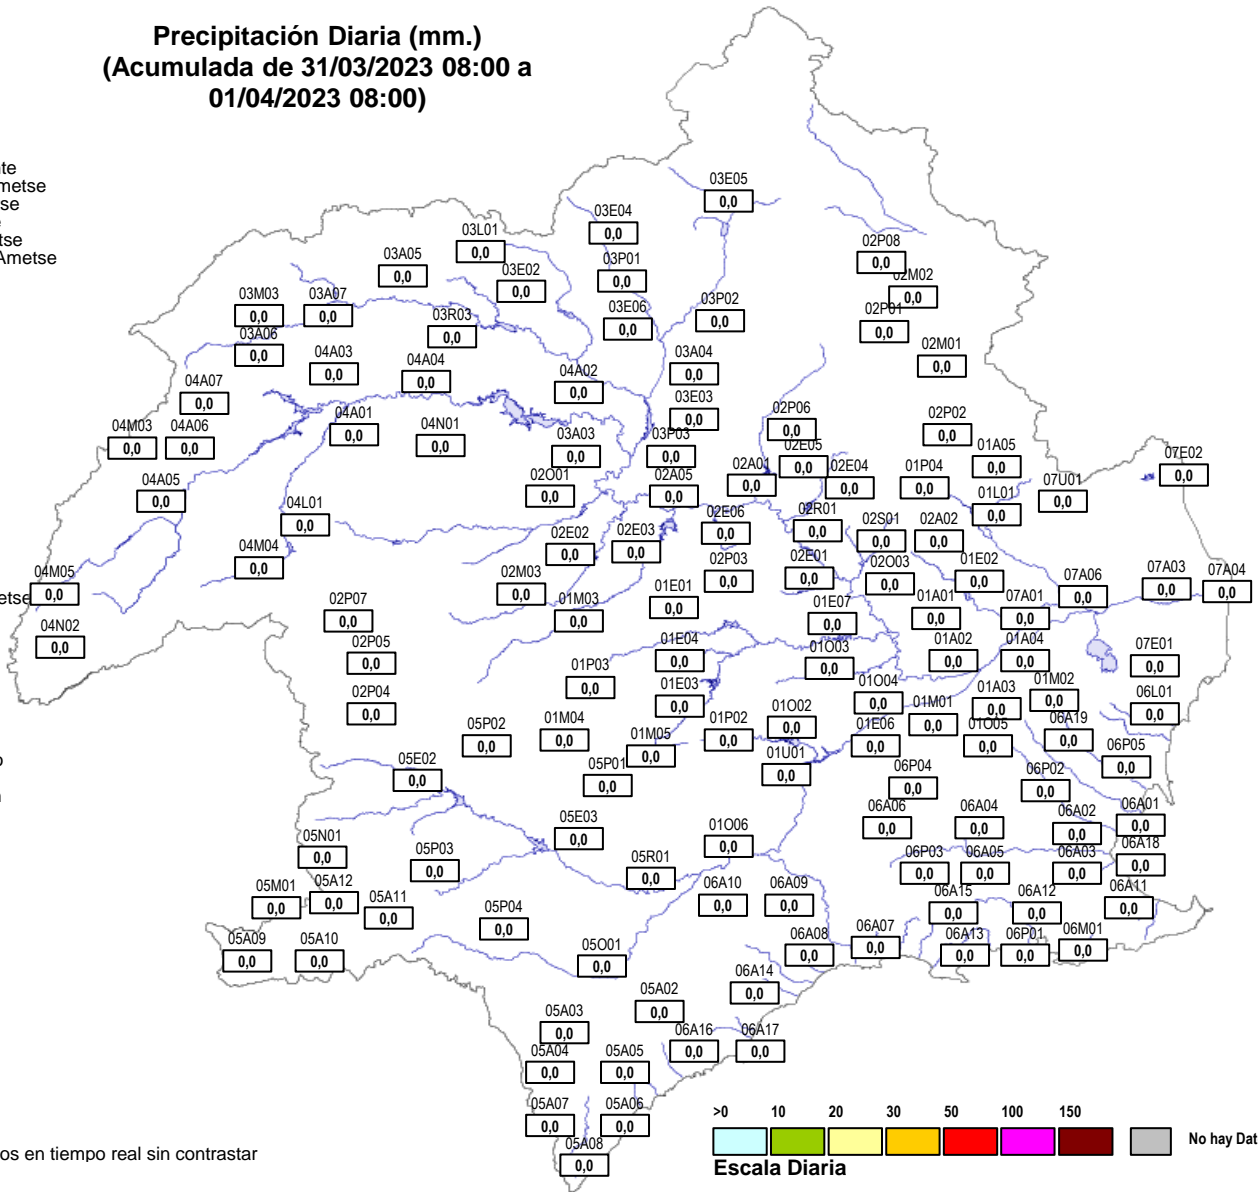 Precipitación Diaria (mm.)
(Acumulada de 31/03/2023 08:00 a
01/04/2023 08:00)
nte
metse
se
e
tse
Ametse
03E05
0,0
03E04
0,0
03L01
0,0
02P08
0,0
03A05
0,0
03P01
0,0
03E02
0,0
02M02
0,0
03M03
0,0
03A07
0,0
03P02
0,0
03E06
0,0
02P01
0,0
03R03
0,0
03A06
0,0
02M01
0,0
04A03
0,0
03A04
0,0
04A04
0,0
04A02
0,0
04A07
0,0
03E03
0,0
02P06
0,0
04A01
0,0
02P02
0,0
04M03
0,0
04A06
0,0
04N01
0,0
03A03
0,0
03P03
0,0
02E05
0,0
01A05
0,0
07E02
0,0
02A01
0,0
02E04
0,0
01P04
0,0
02O01
0,0
02A05
0,0
04A05
0,0
07U01
0,0
01L01
0,0
04L01
0,0
02R01
0,0
02E06
0,0
02S01
0,0
02A02
0,0
02E02
0,0
02E03
0,0
04M04
0,0
02P03
0,0
02E01
0,0
02O03
0,0
01E02
0,0
04M05
0,0
etse
02M03
0,0
07A06
0,0
07A03
0,0
07A04
0,0
01E01
0,0
01M03
0,0
02P07
0,0
01E07
0,0
01A01
0,0
07A01
0,0
04N02
0,0
02P05
0,0
01E04
0,0
01O03
0,0
01A02
0,0
01A04
0,0
07E01
0,0
01P03
0,0
01E03
0,0
01O04
0,0
01A03
0,0
01M02
0,0
06L01
0,0
02P04
0,0
05P02
0,0
01M04
0,0
01P02
0,0
01O02
0,0
01M01
0,0
01E06
0,0
01O05
0,0
06A19
0,0
01M05
0,0
06P05
0,0
o
05E02
0,0
05P01
0,0
01U01
0,0
06P04
0,0
06P02
0,0
05E03
0,0
01O06
0,0
06A06
0,0
06A04
0,0
06A02
0,0
06A01
0,0
05N01
0,0
05P03
0,0
05R01
0,0
06P03
0,0
06A05
0,0
06A03
0,0
06A18
0,0
05M01
0,0
05A12
0,0
05A11
0,0
06A10
0,0
06A09
0,0
06A15
0,0
06A12
0,0
06A11
0,0
05P04
0,0
05A09
0,0
05A10
0,0
05O01
0,0
06A08
0,0
06A07
0,0
06A13
0,0
06P01
0,0
06M01
0,0
06A14
0,0
05A02
0,0
05A03
0,0
06A16
0,0
06A17
0,0
05A04
0,0
05A05
0,0
05A07
0,0
05A06
0,0
05A08
0,0
>0 10 20 30 50 100 150
No hay Dat
Escala Diaria
os en tiempo real sin contrastar